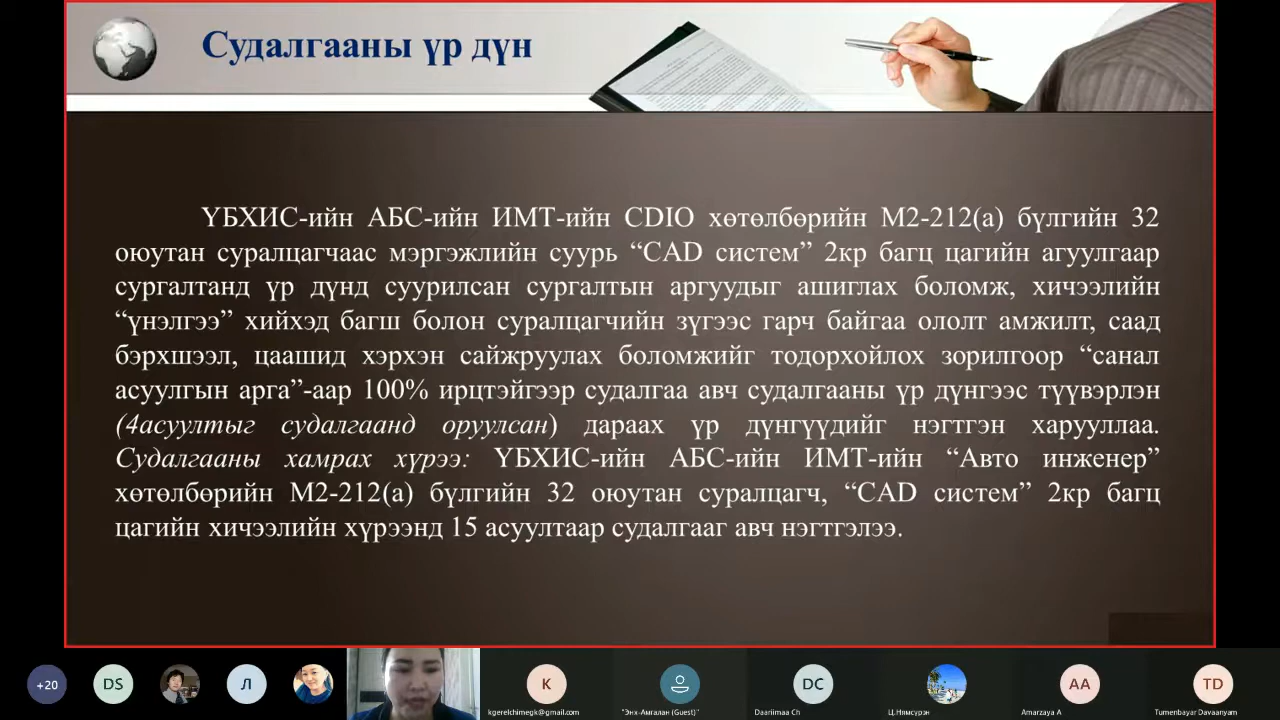 Судалгааны үр дүн
ҮБХИС-ийн АБС-ийн ИМТ-ийн CDIO хөтөлбөрийн М2-212(а) бүлгийн 32
оюутан суралцагчаас мэргэжлийн суурь “CAD систем” 2кр багц цагийн агуулгаар
сургалтанд үр дүнд суурилсан сургалтын аргуудыг ашиглах боломж, хичээлийн
“үнэлгээ” хийхэд багш болон суралцагчийн зүгээс гарч байгаа ололт амжилт, саад
бэрхшээл, цаашид хэрхэн сайжруулах боломжийг тодорхойлох зорилгоор “санал
асуулгын арга”-аар 100% ирцтэйгээр судалгаа авч судалгааны үр дүнгээс түүвэрлэн
(4асуултыг судалгаанд оруулсан) дараах үр дүнгүүдийг нэгтгэн харууллаа.
Судалгааны хамрах хүрээ: ҮБХИС-ийн АБС-ийн ИМТ-ийн “Авто инженер”
хөтөлбөрийн М2-212(а) бүлгийн 32 оюутан суралцагч, “CAD систем” 2кр багц
цагийн хичээлийн хүрээнд 15 асуултаар судалгааг авч нэгтгэлээ.
+20
DS
Л
K
DC
AA
TD
kgerelchimegk@gmail.com
"Энх-Амгалан (Guest)"
Daariimaa Ch
Ц.Нямсүрэн
Amarzaya A
Tumenbayar Davaanyam